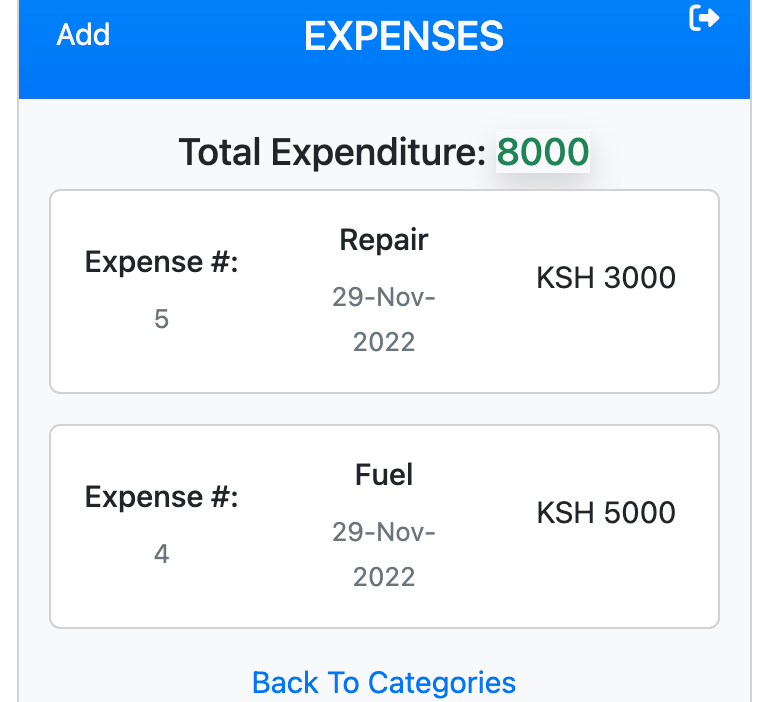 Add
EXPENSES
Total Expenditure: 8000
Expense #:
5
Repair
29-Nov-
2022
KSH 3000
Expense #:
4
Fuel
29-Nov-
2022
KSH 5000
Back To Categories